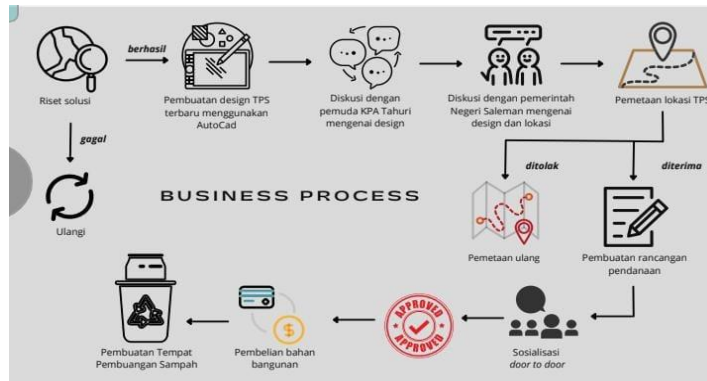 berhasil
Riset solusi
Pembuatan design TPS
terbaru menggunakan
AutoCad
Diskusi dengan
pemuda KPA Tahuri
mengenai design
Diskusi dengan pemerintah
Negeri Saleman mengenai
design dan lokasi
Pemetaan lokasi TPS
gagal
ditolak
diterima
BUSINESS PROCESS
Ulangi
Pemetaan ulang
Pembuatan rancangan
pendanaan
APPROVED
APPROVED
Pembuatan Tempat
Pembuangan Sampah
Pembelian bahan
bangunan
Sosialisasi
door to door